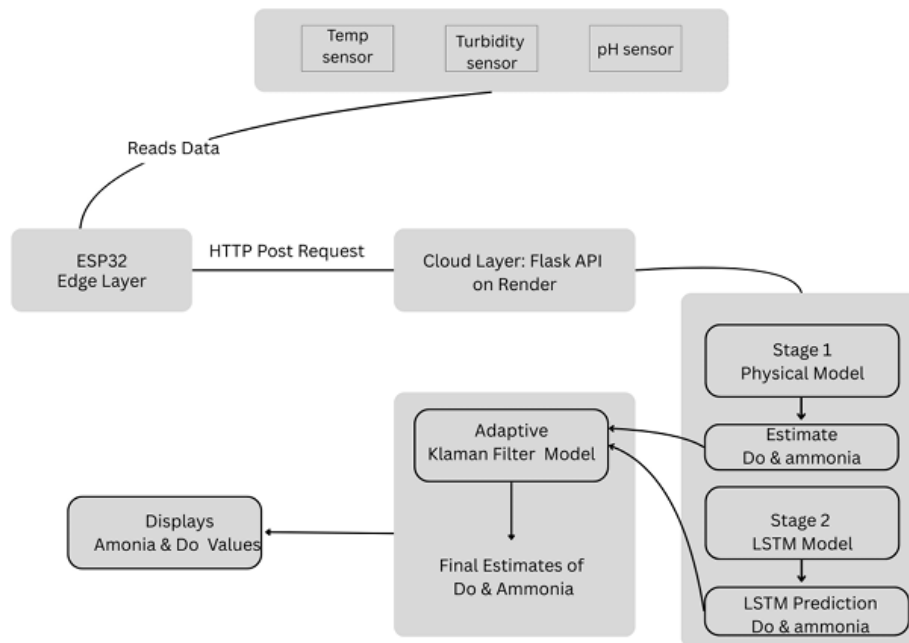 Temp
sensor
Turbidity
sensor
pH sensor
Reads Data
ESP32
Edge Layer
HTTP Post Request
Cloud Layer: Flask API
on Render
Stage 1
Physical Model
Estimate
Do & ammonia
Stage 2
LSTM Model
LSTM Prediction
Do & ammonia
Adaptive
Klaman Filter Model
Final Estimates of
Do & Ammonia
Displays
Amonia & Do Values